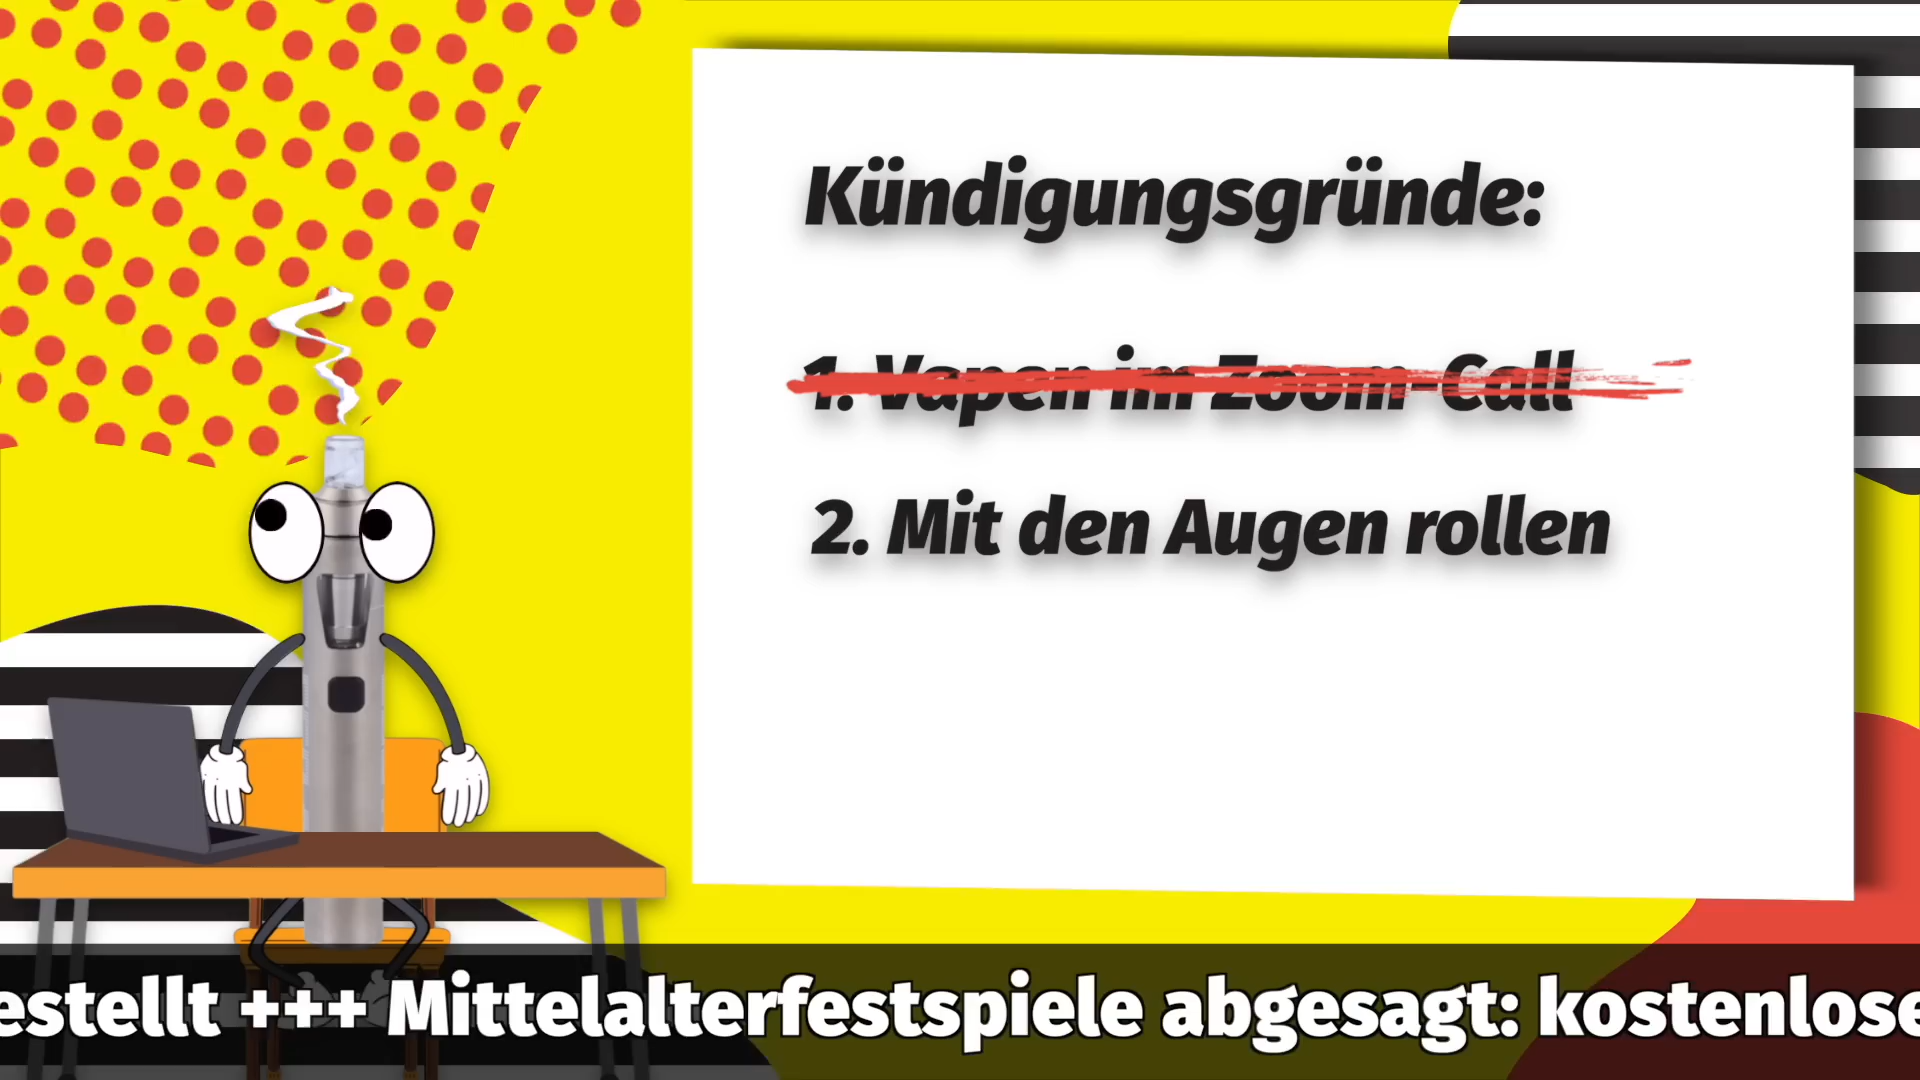 Kündigungsgründe:
1. Vapen im Zoom-Call
2. Mit den Augen rollen
estellt +++ Mittelalterfestspiele abgesagt: kostenlose